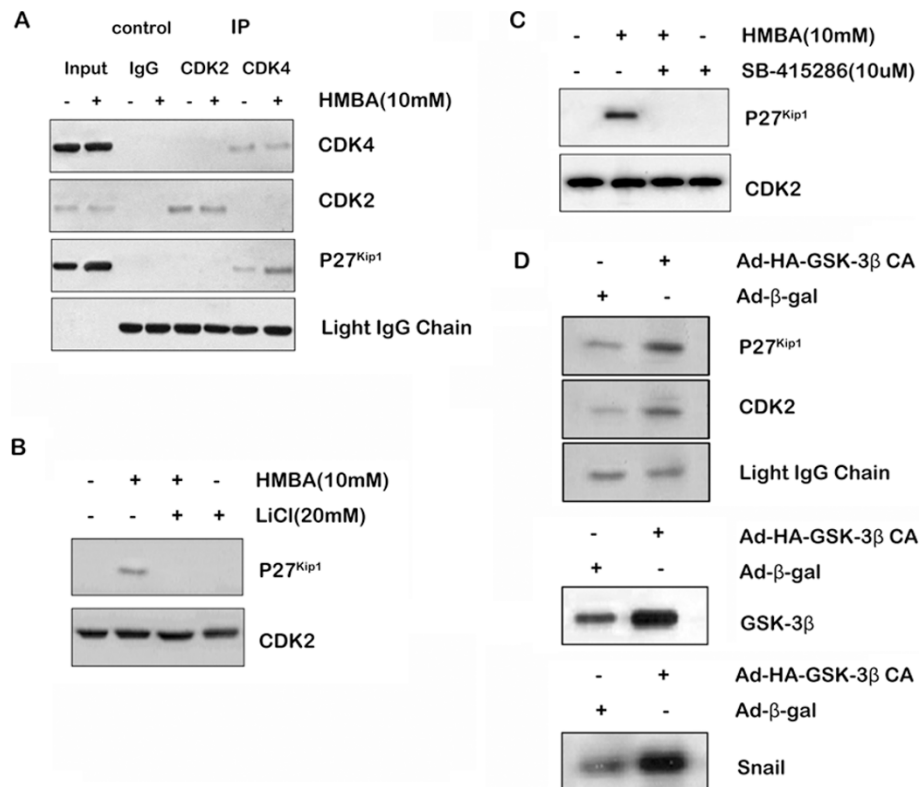 A
control IP
Input IgG CDK2 CDK4
- + - + - + - + HMBA(10mM)
CDK4
CDK2
P27Kip1
Light IgG Chain
B
- + + - HMBA(10mM)
- - + + LiCl(20mM)
P27Kip1
CDK2
C
- + + - HMBA(10mM)
- - + + SB-415286(10uM)
P27Kip1
CDK2
D
- + Ad-HA-GSK-3β CA
+ - Ad-β-gal
P27Kip1
CDK2
Light IgG Chain
- + Ad-HA-GSK-3β CA
+ - Ad-β-gal
GSK-3β
- + Ad-HA-GSK-3β CA
+ - Ad-β-gal
Snail